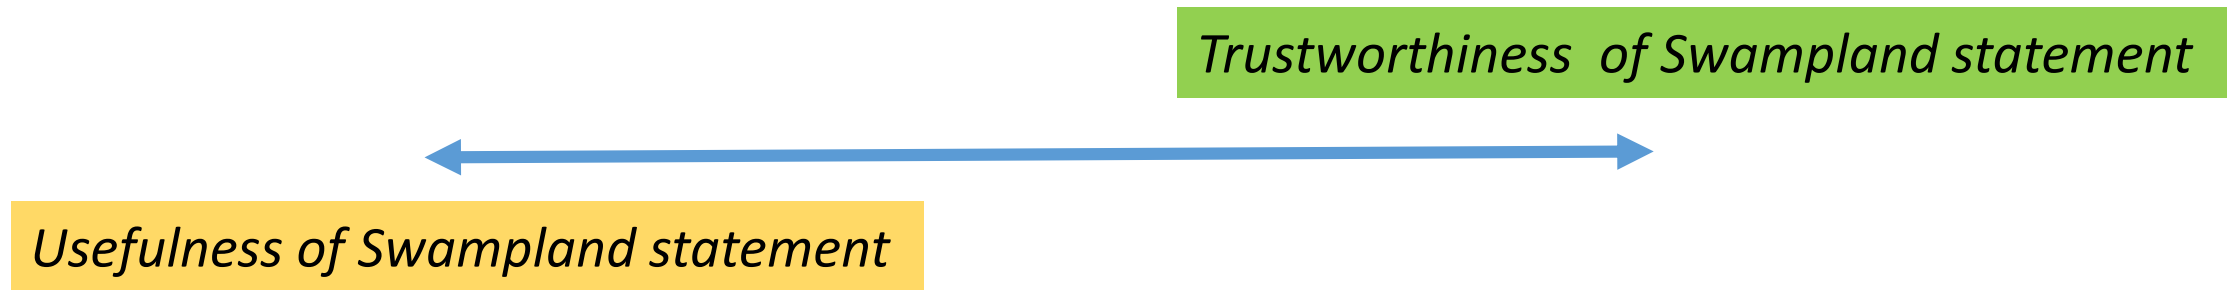 Trustworthiness of Swampland statement
Usefulness of Swampland statement